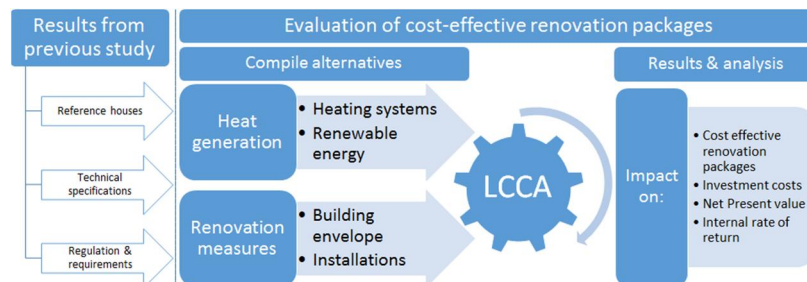 Results from
previous study
Reference houses
Technical
specifications
Regulation &
requirements
Evaluation of cost-effective renovation packages
Compile alternatives
Heat
generation
• Heating systems
• Renewable
energy
Renovation
measures
• Building
envelope
• Installations
LCCA
Results & analysis
Impact
on:
• Cost effective
renovation
packages
• Investment costs
• Net Present value
• Internal rate of
return